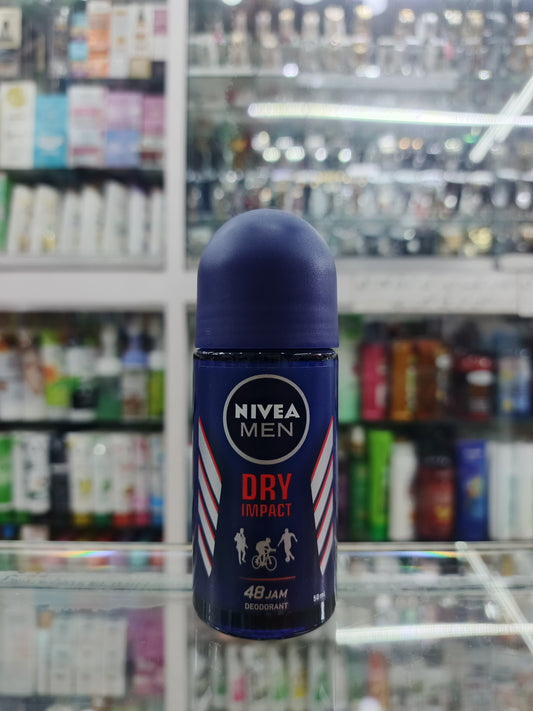 NIVEA
MEN
DRY
IMPACT
48 JAM
DEODORANT
50 mL